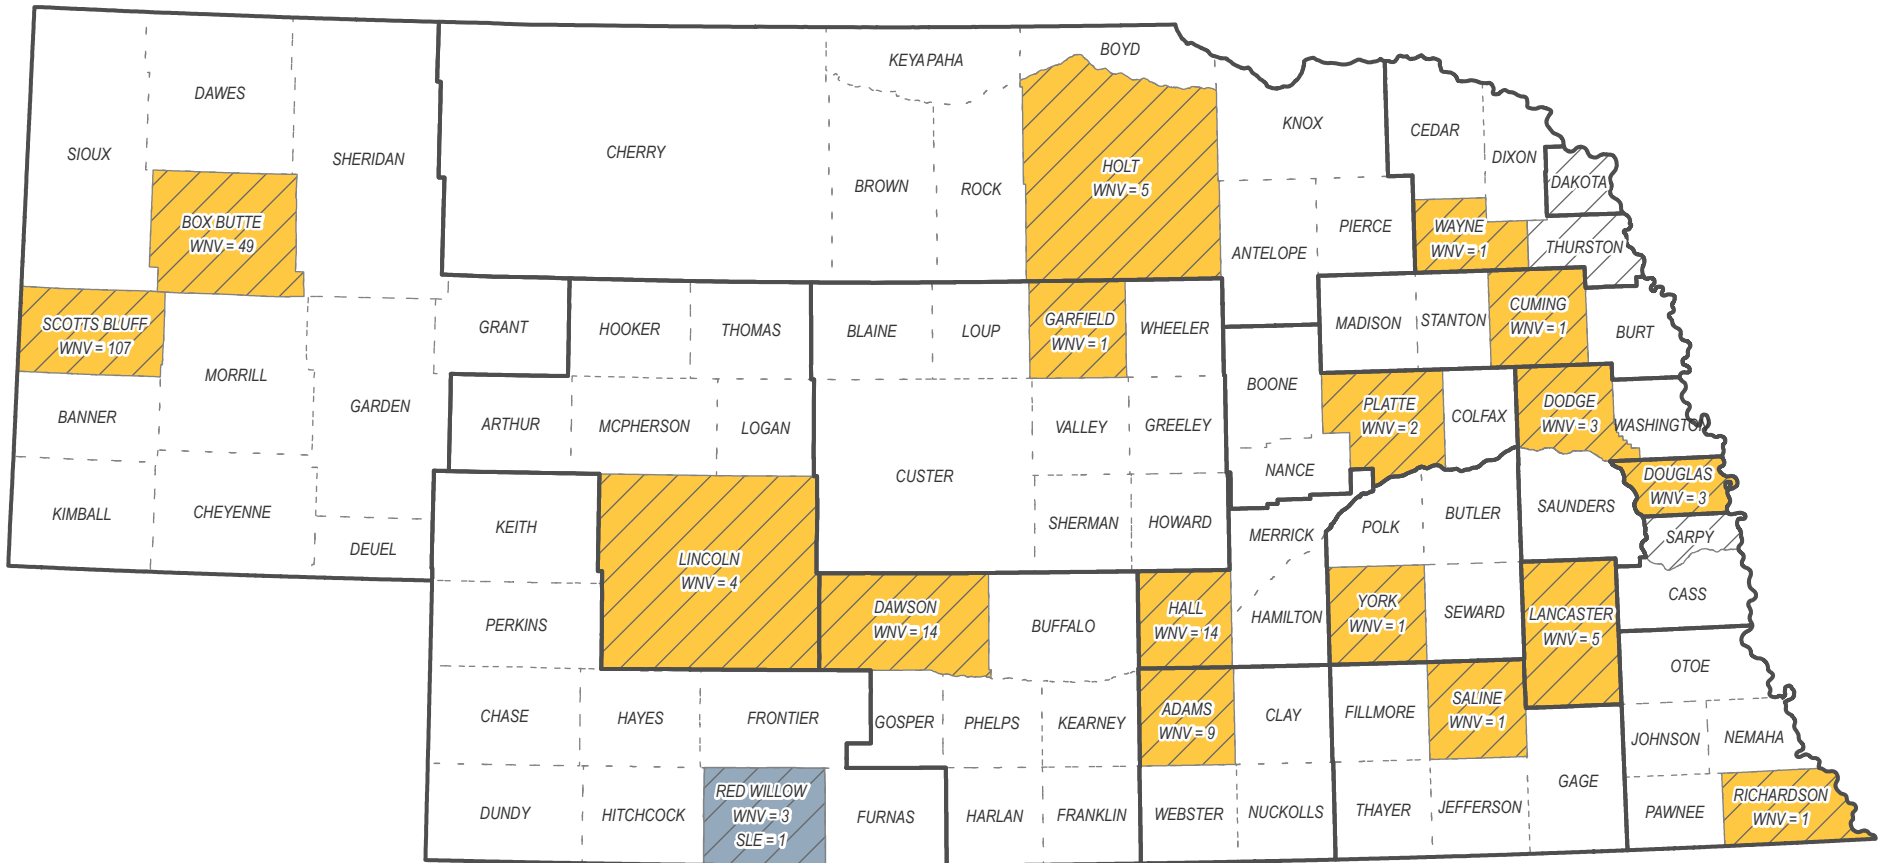 BOYD
KEYAPAHA
DAWES
SIOUX
SHERIDAN
CHERRY
BROWN
ROCK
HOLT
WNV = 5
KNOX
CEDAR
DIXON
DAKOTA
BOX BUTTE
WNV = 49
ANTELOPE
PIERCE
WAYNE
WNV = 1
THURSTON
SCOTTS BLUFF
WNV = 107
GRANT
HOOKER
THOMAS
BLAINE
LOUP
GARFIELD
WNV = 1
WHEELER
MADISON
STANTON
CUMING
WNV = 1
BURT
MORRILL
GARDEN
BANNER
ARTHUR
MCPHERSON
LOGAN
VALLEY
GREELEY
BOONE
PLATTE
WNV = 2
COLFAX
DODGE
WNV = 3
WASHINGTON
CUSTER
NANCE
DOUGLAS
WNV = 3
KIMBALL
CHEYENNE
DEUEL
KEITH
LINCOLN
WNV = 4
SHERMAN
HOWARD
MERRICK
POLK
BUTLER
SAUNDERS
SARPY
PERKINS
DAWSON
WNV = 14
BUFFALO
HALL
WNV = 14
HAMILTON
YORK
WNV = 1
SEWARD
LANCASTER
WNV = 5
CASS
OTOE
CHASE
HAYES
FRONTIER
GOSPER
PHELPS
KEARNEY
ADAMS
WNV = 9
CLAY
FILLMORE
SALINE
WNV = 1
JOHNSON
NEMAHA
DUNDY
HITCHCOCK
RED WILLOW
WNV = 3
SLE = 1
FURNAS
HARLAN
FRANKLIN
WEBSTER
NUCKOLLS
THAYER
JEFFERSON
GAGE
PAWNEE
RICHARDSON
WNV = 1